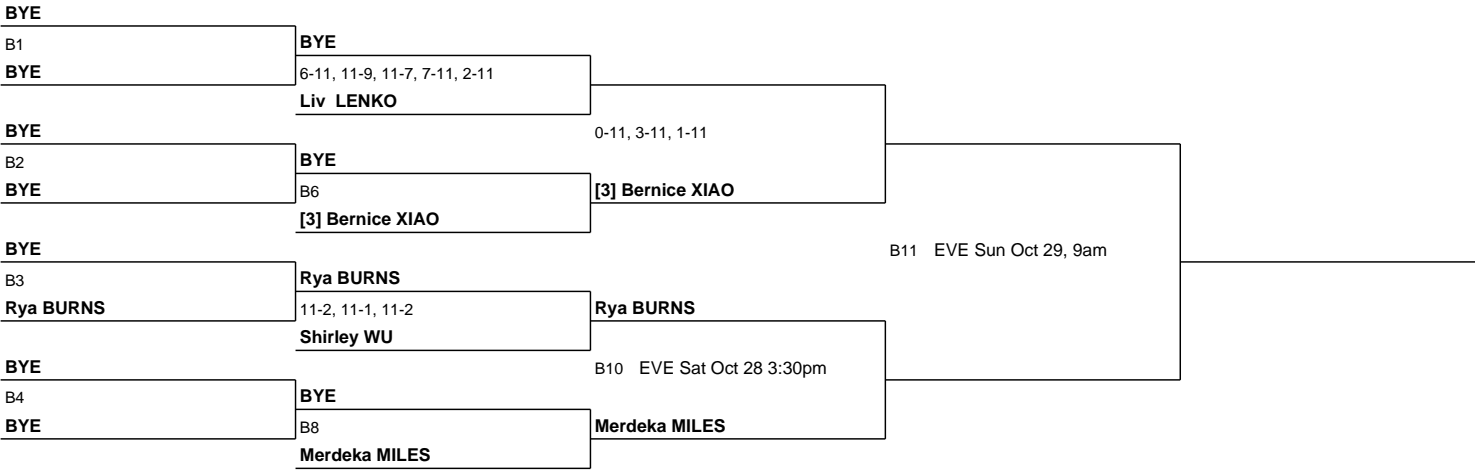 BYE
B1
BYE
BYE
6-11, 11-9, 11-7, 7-11, 2-11
Liv LENKO
BYE
B2
BYE
BYE
B6
[3] Bernice XIAO
0-11, 3-11, 1-11
[3] Bernice XIAO
BYE
B3
Rya BURNS
Rya BURNS
11-2, 11-1, 11-2
Shirley WU
Rya BURNS
BYE
B4
BYE
BYE
B8
Merdeka MILES
B10 EVE Sat Oct 28 3:30pm
Merdeka MILES
B11 EVE Sun Oct 29, 9am